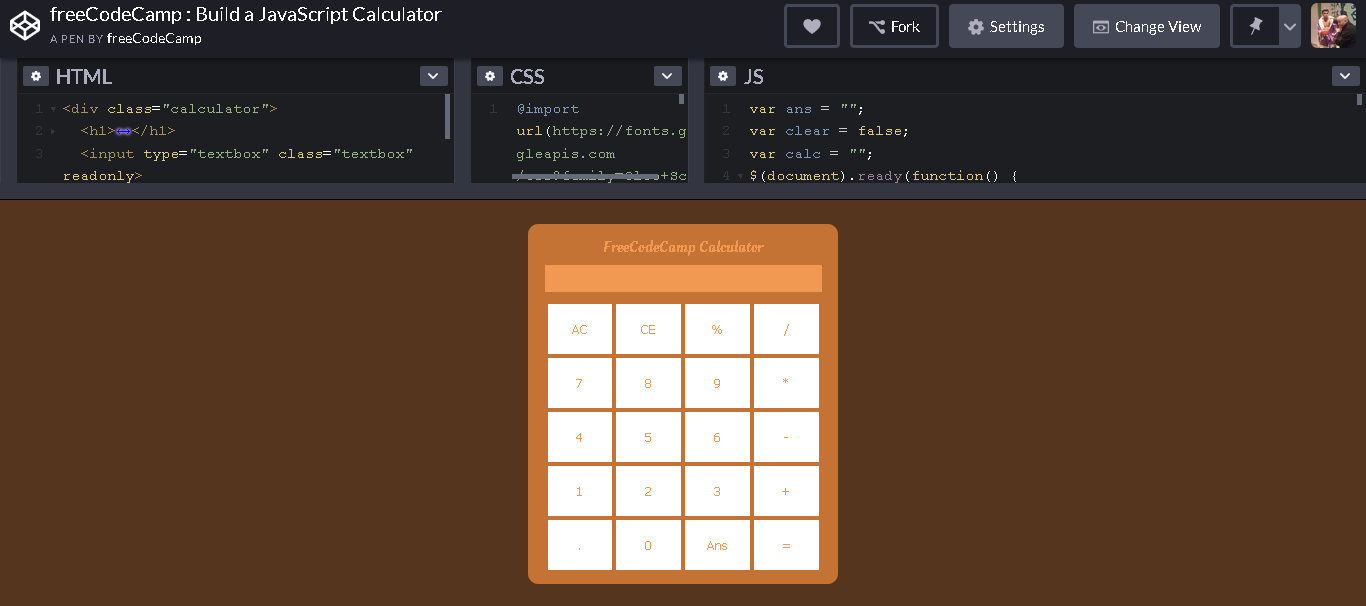 freeCodeCamp : Build a JavaScript Calculator
A PEN BY freeCodeCamp
Fork
Settings
Change View
HTML
1 <div class="calculator">
2 <h1>↔</h1>
3 <input type="textbox" class="textbox"
readonly>
CSS
1 @import
url(https://fonts.g
gleapis.com
JS
1 var ans = "";
2 var clear = false;
3 var calc = "";
4 $(document).ready(function() {
FreeCodeCamp Calculator
AC CE % /
7 8 9 *
4 5 6 -
1 2 3 +
. 0 Ans =